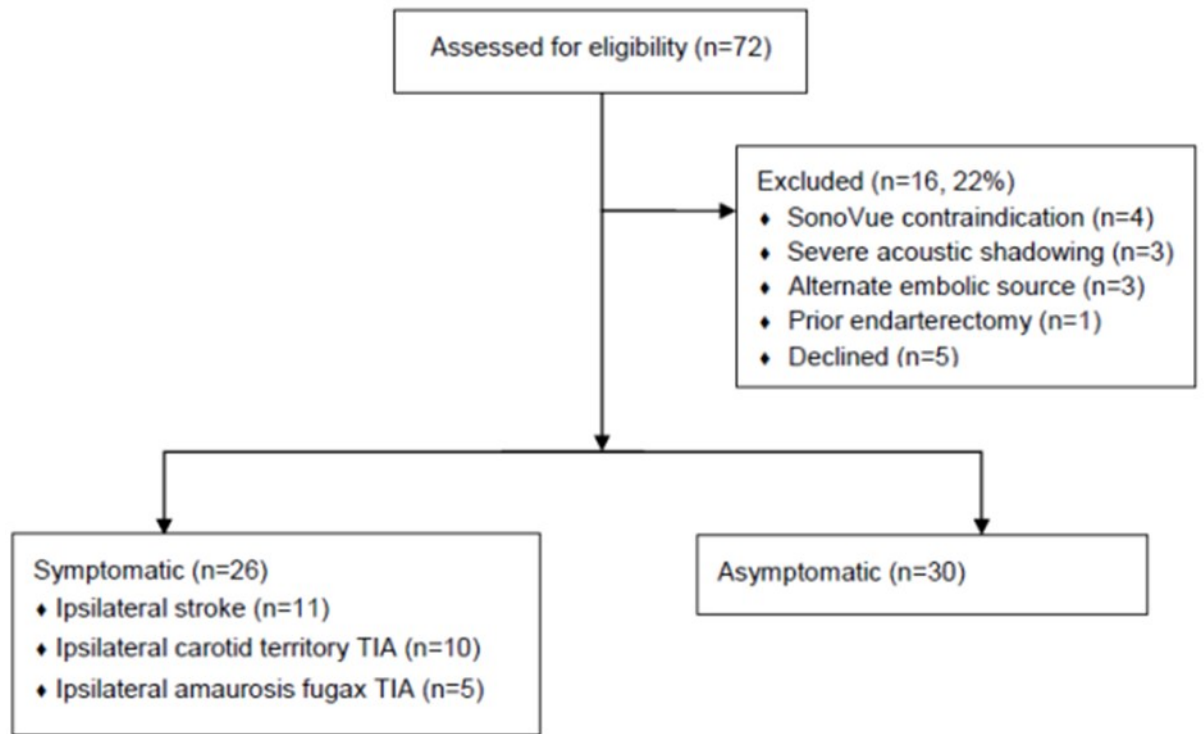 Assessed for eligibility (n=72)
Excluded (n=16, 22%)
♦ SonoVue contraindication (n=4)
♦ Severe acoustic shadowing (n=3)
♦ Alternate embolic source (n=3)
♦ Prior endarterectomy (n=1)
♦ Declined (n=5)
Symptomatic (n=26)
♦ Ipsilateral stroke (n=11)
♦ Ipsilateral carotid territory TIA (n=10)
♦ Ipsilateral amaurosis fugax TIA (n=5)
Asymptomatic (n=30)